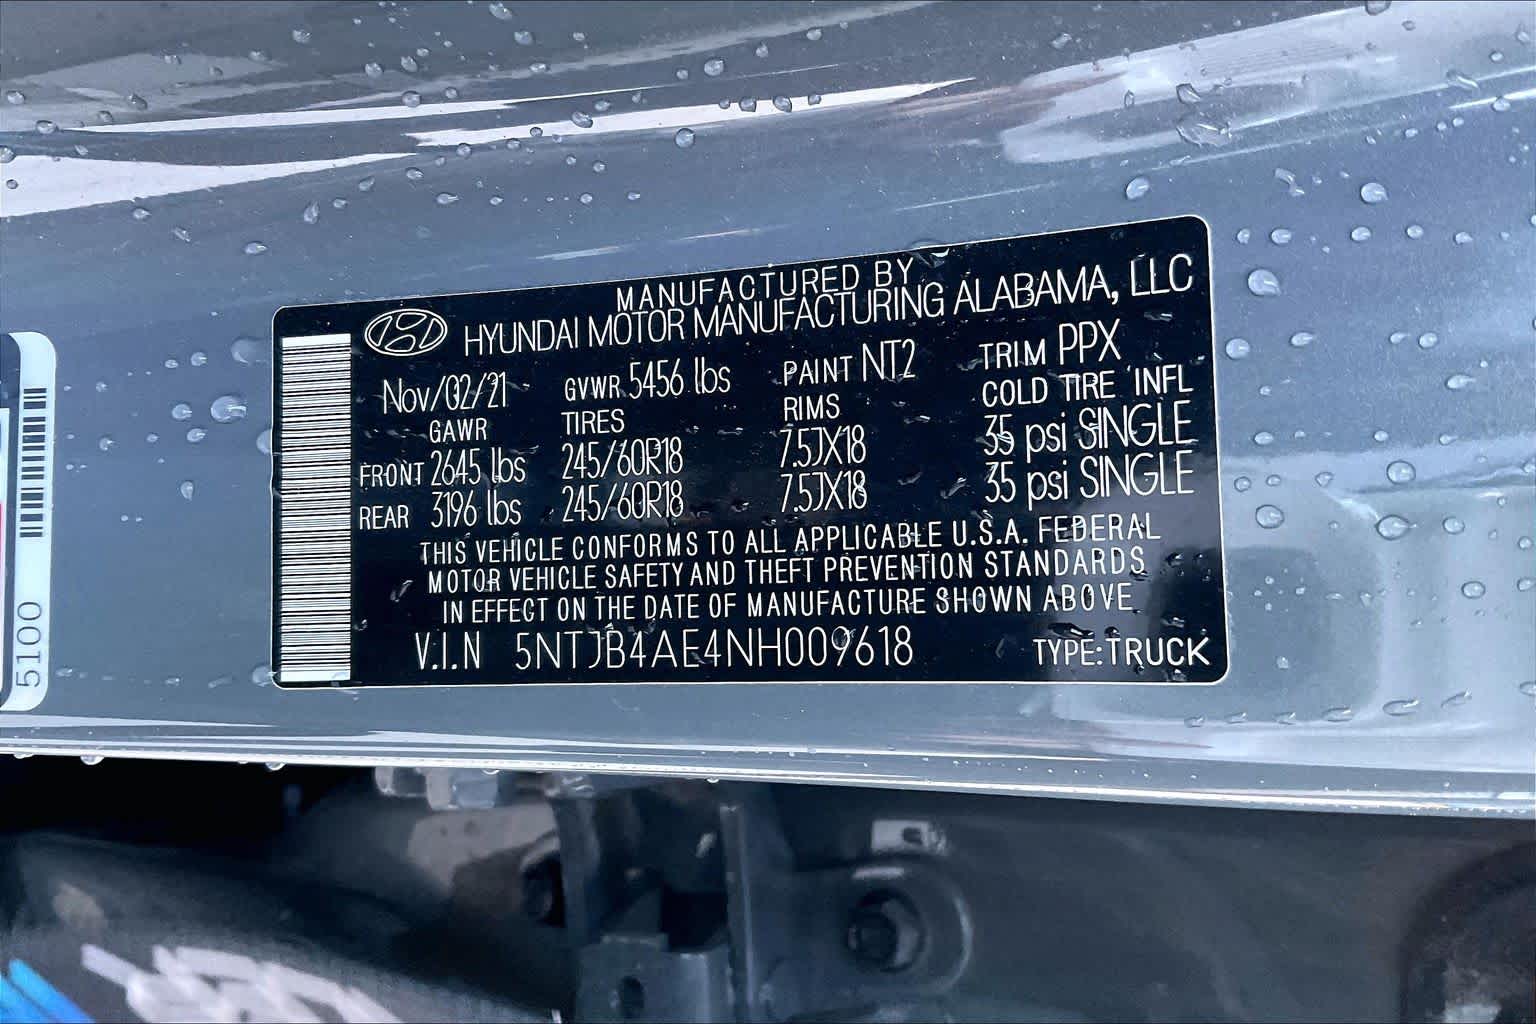 MANUFACTURED BY
HYUNDAI MOTOR MANUFACTURING ALABAMA, LLC
Nov/02/21 GVWR 5456 lbs PAINT NT2 TRIM PPX
GAWR TIRES RIMS COLD TIRE INFL
FRONT 2645 lbs 245/60R18 7.5JX18 35 psi SINGLE
REAR 3196 lbs 245/60R18 7.5JX18 35 psi SINGLE
THIS VEHICLE CONFORMS TO ALL APPLICABLE U.S.A. FEDERAL
MOTOR VEHICLE SAFETY AND THEFT PREVENTION STANDARDS
IN EFFECT ON THE DATE OF MANUFACTURE SHOWN ABOVE
V.I.N 5NTJB4AE4NH009618 TYPE:TRUCK
5100